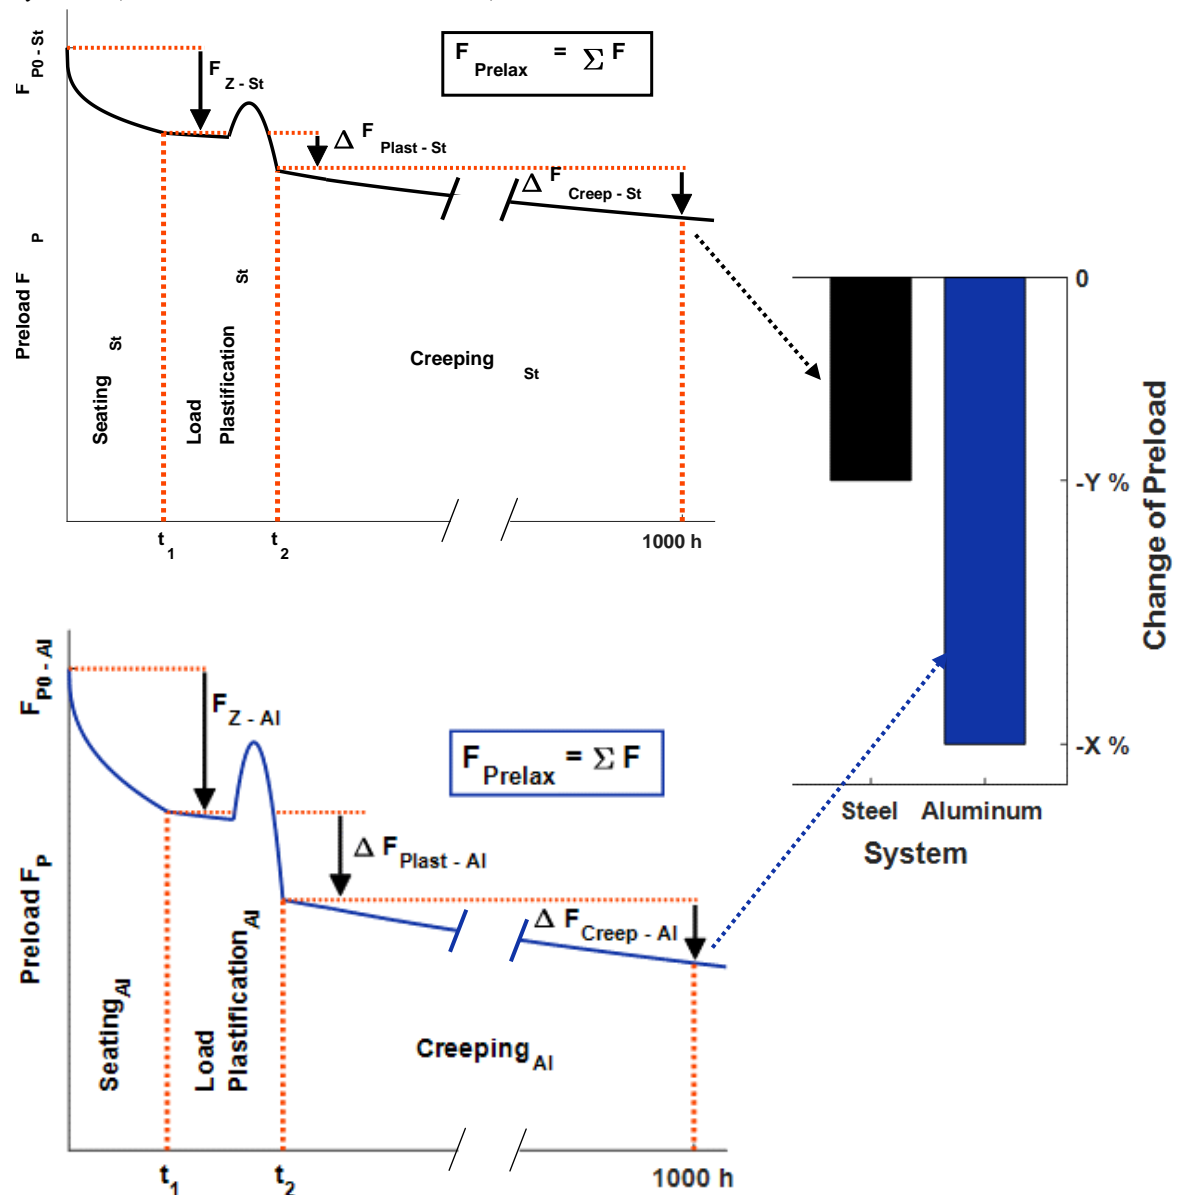 F P0 - St
F Z - St
F Prelax = Σ F
Δ F Plast - St
Δ F Creep - St
Preload F P
Seating St
Load
Plastification St
Creeping St
t 1
t 2
1000 h
0
-Y %
-X %
Change of Preload
Steel
Aluminum
System
F P0 - Al
F Z - Al
F Prelax = Σ F
Δ F Plast - Al
Δ F Creep - Al
Preload F P
Seating Al
Load
Plastification Al
Creeping Al
t 1
t 2
1000 h